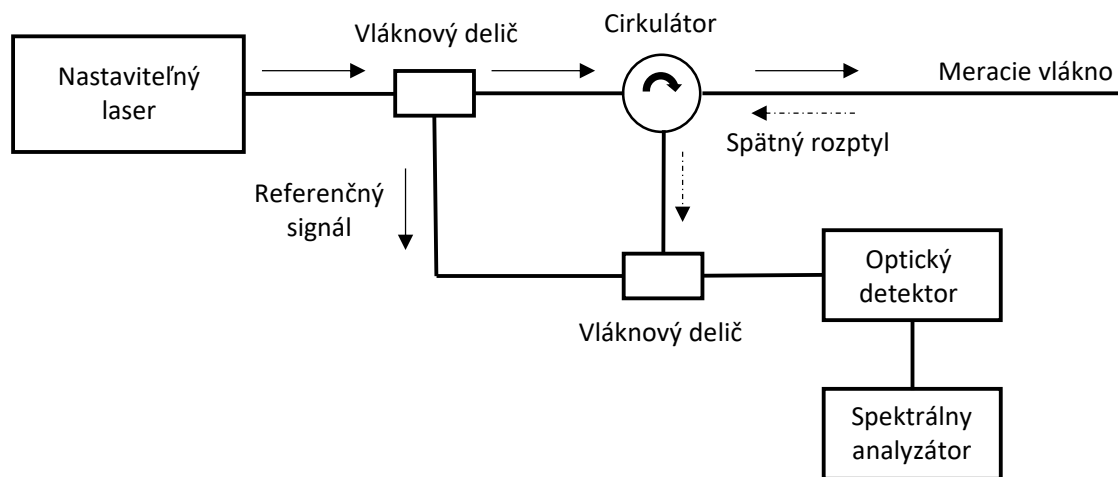 Nastaviteľný
laser
Vláknový delič
Cirkulátor
Meracie vlákno
Spätný rozptyl
Referenčný
signál
Vláknový delič
Optický
detektor
Spektrálny
analyzátor